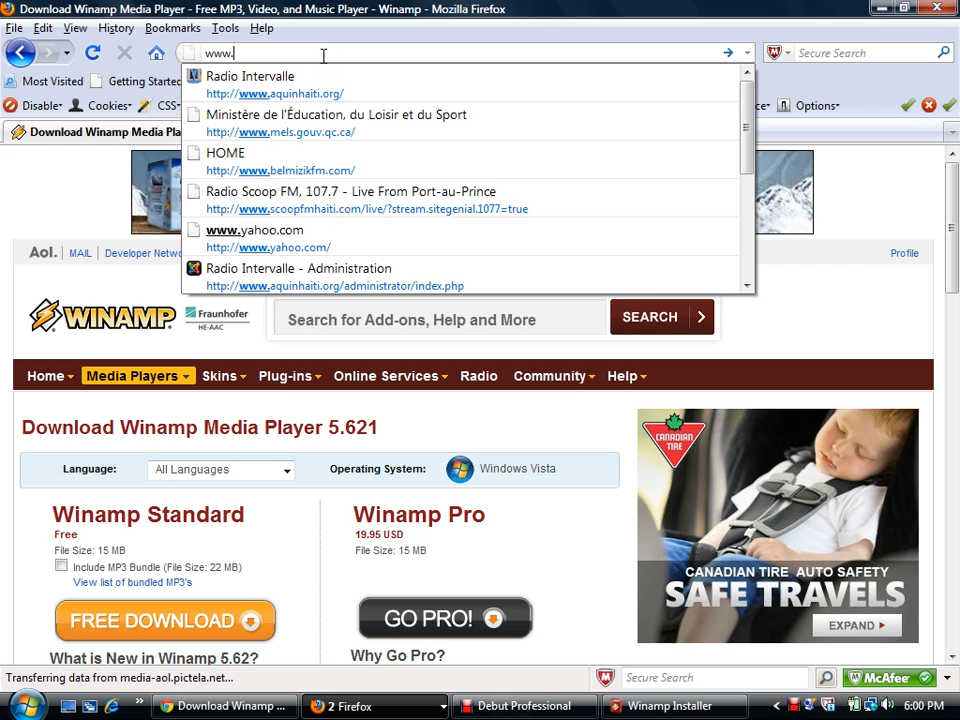 Download Winamp Media Player - Free MP3, Video, and Music Player - Winamp - Mozilla Firefox
File Edit View History Bookmarks Tools Help
www.
Secure Search
Most Visited Getting Started
Disable Cookies CSS Options
Download Winamp Media Pla
Radio Intervalle
http://www.aquinhaiti.org/
Ministère de l'Éducation, du Loisir et du Sport
http://www.mels.gouv.qc.ca/
HOME
http://www.belmizikfm.com/
Radio Scoop FM, 107.7 - Live From Port-au-Prince
http://www.scoopfmhaiti.com/live/?stream.sitegenial.1077=true
www.yahoo.com
http://www.yahoo.com/
Radio Intervalle - Administration
http://www.aquinhaiti.org/administrator/index.php
Aol. MAIL Developer Netwo
Profile
WINAMP
Fraunhofer
HE-AAC
Search for Add-ons, Help and More
SEARCH
Home Media Players Skins Plug-ins Online Services Radio Community Help
Download Winamp Media Player 5.621
Language: All Languages Operating System: Windows Vista
Winamp Standard
Free
File Size: 15 MB
Include MP3 Bundle (File Size: 22 MB)
View list of bundled MP3's
FREE DOWNLOAD
What is New in Winamp 5.62?
Winamp Pro
19.95 USD
File Size: 15 MB
GO PRO!
Why Go Pro?
CANADIAN TIRE
CANADIAN TIRE AUTO SAFETY
SAFE TRAVELS
EXPAND
Transferring data from media-aol.pictela.net...
Secure Search
McAfee
Download Winamp ...
2 Firefox
Debut Professional
Winamp Installer
6:00 PM